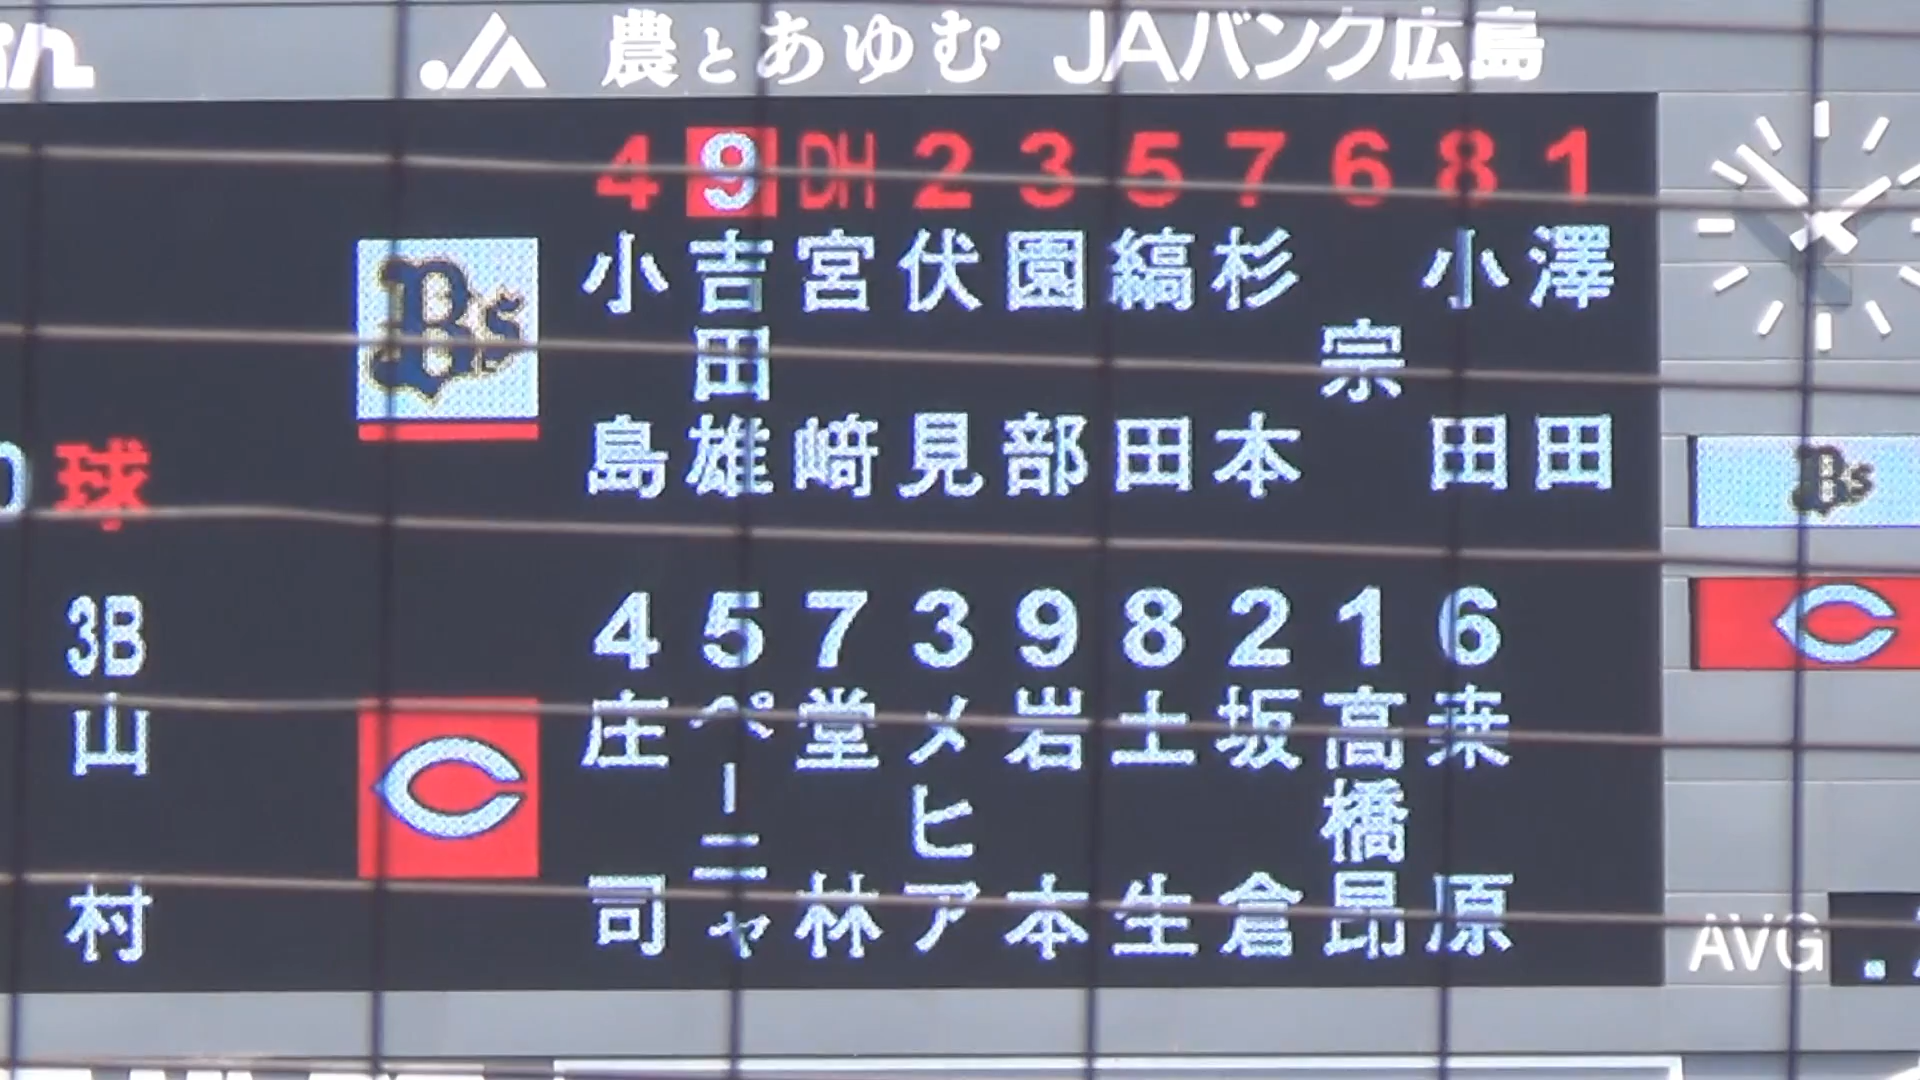 農とあゆむ JAバンク広島
4 9 DH 2 3 5 7 6 8 1
小島
吉田雄
宮﨑
伏見
園部
縞田
杉本
宗
小田
澤田
Bs
球
3B
山村
4 5 7 3 9 8 2 1 6
庄司
ペーニャ
堂林
メヒア
岩本
土生
坂倉
高橋昂
桒原
C
Bs
C
AVG